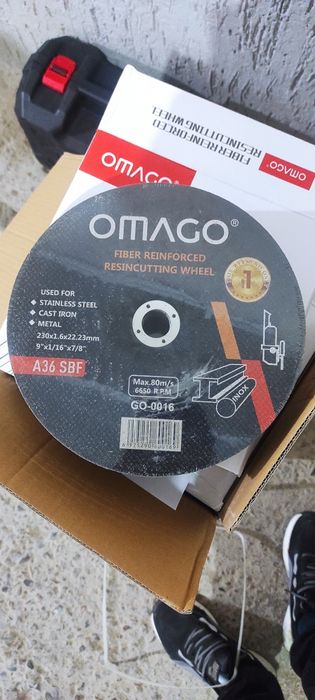 FIBER REINFORCED
RESINCUTTING WHEEL
OMAGO
OMAGO
OMAGO®
FIBER REINFORCED
RESINCUTTING WHEEL
1
USED FOR
STAINLESS STEEL
CAST IRON
METAL
230x1.6x22.23mm
9"x1/16"x7/8"
A36 SBF
Max.80m/s
6650 R.P.M
GO-0016
INOX